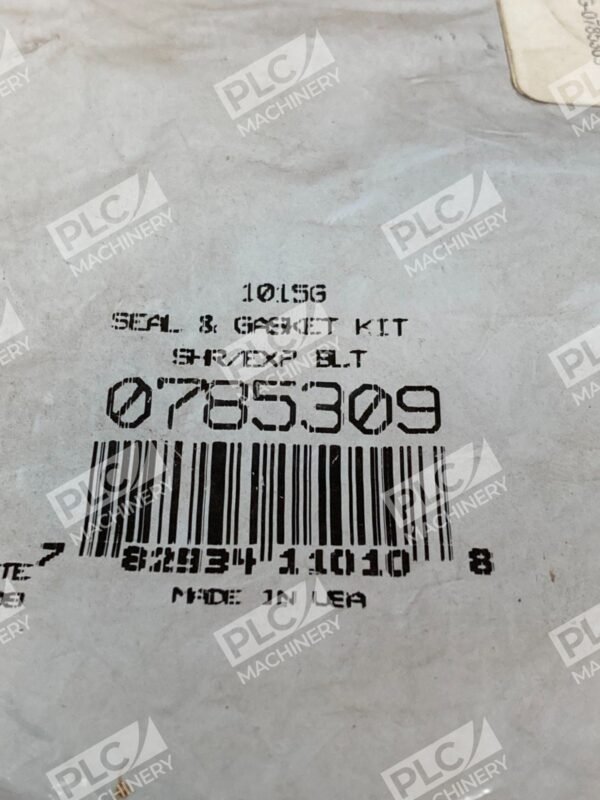 1015G
SEAL & GASKET KIT
SHR/EXP BLT
0785309
7 82934 11010 8
MADE IN USA
PLC MACHINERY